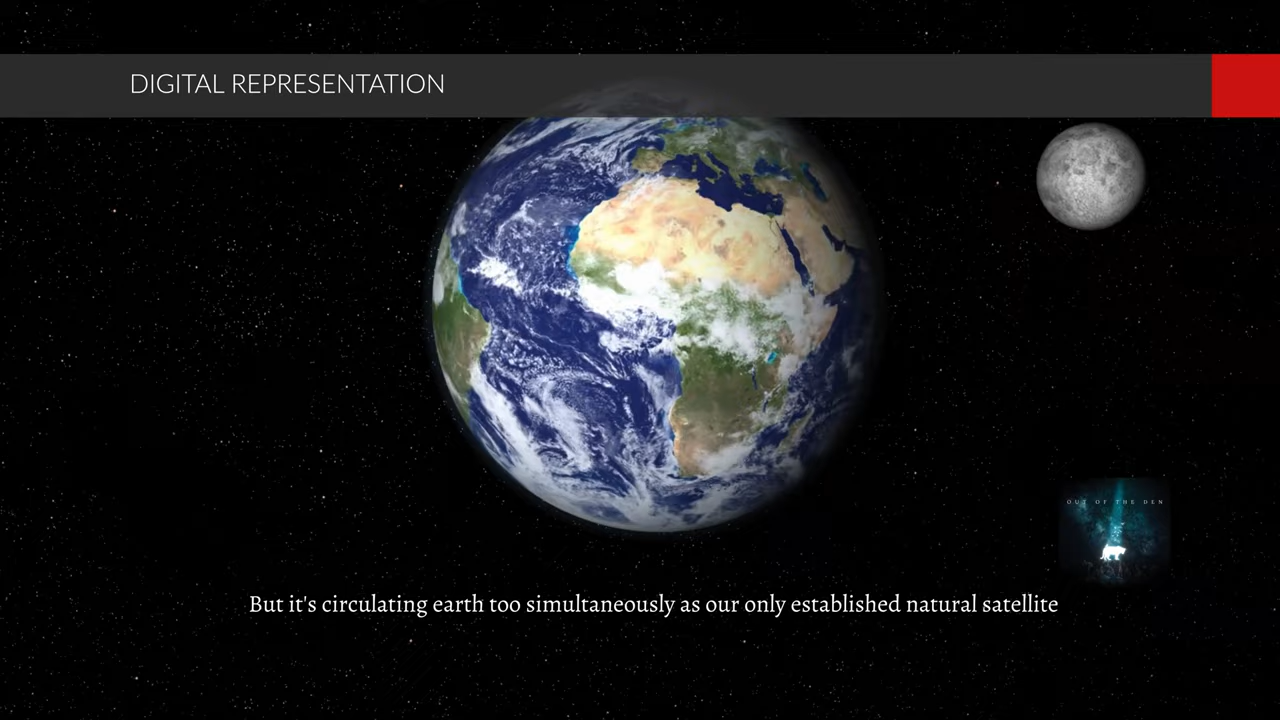 DIGITAL REPRESENTATION
OUT OF THE DEN
But it's circulating earth too simultaneously as our only established natural satellite